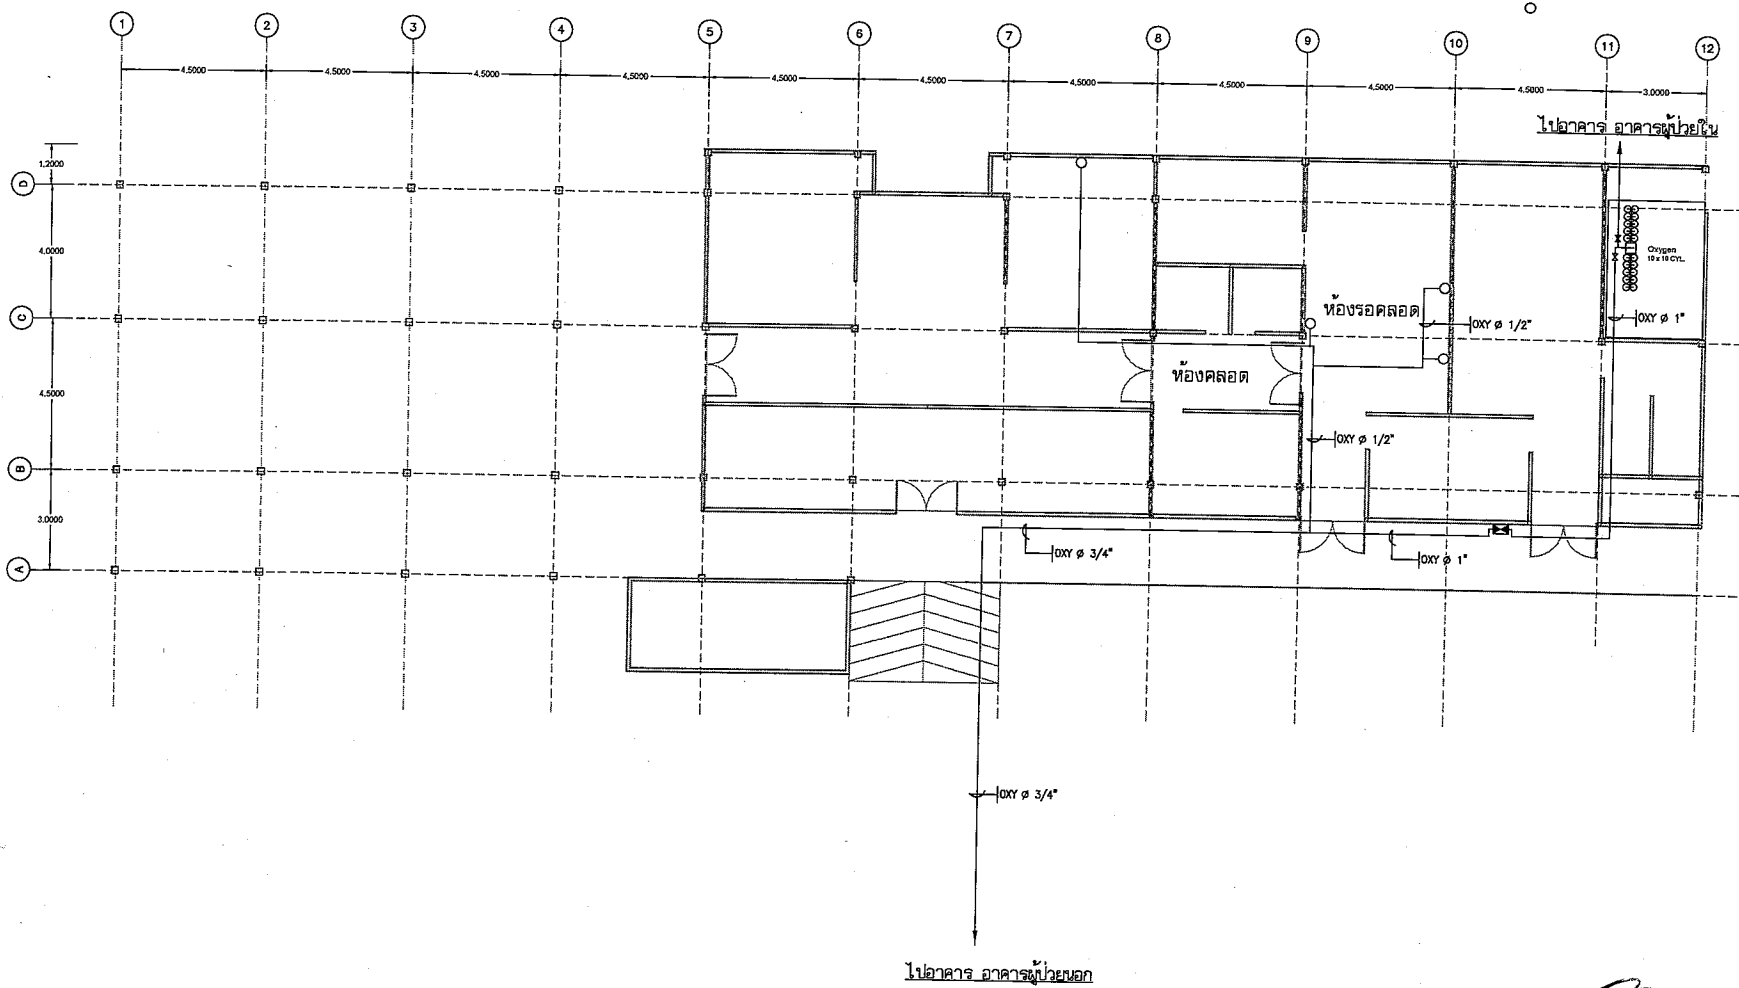 1 2 3 4 5 6 7 8 9 10 11 12
4.5000 4.5000 4.5000 4.5000 4.5000 4.5000 4.5000 4.5000 4.5000 4.5000 3.0000
ไปอาคาร อาคารผู้ป่วยใน
1.2000
D
4.0000
Oxygen
10 x 10 CYL.
ห้องรอคลอด
C
OXY ø 1/2"
OXY ø 1"
ห้องคลอด
4.5000
OXY ø 1/2"
B
3.0000
OXY ø 3/4"
OXY ø 1"
A
OXY ø 3/4"
ไปอาคาร อาคารผู้ป่วยนอก